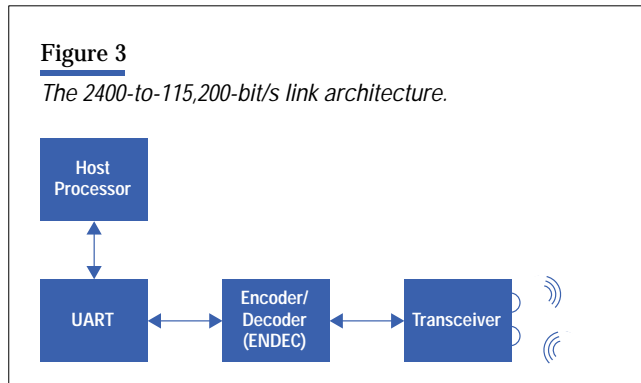 Figure 3
The 2400-to-115,200-bit/s link architecture.
Host
Processor
UART
Encoder/
Decoder
(ENDEC)
Transceiver